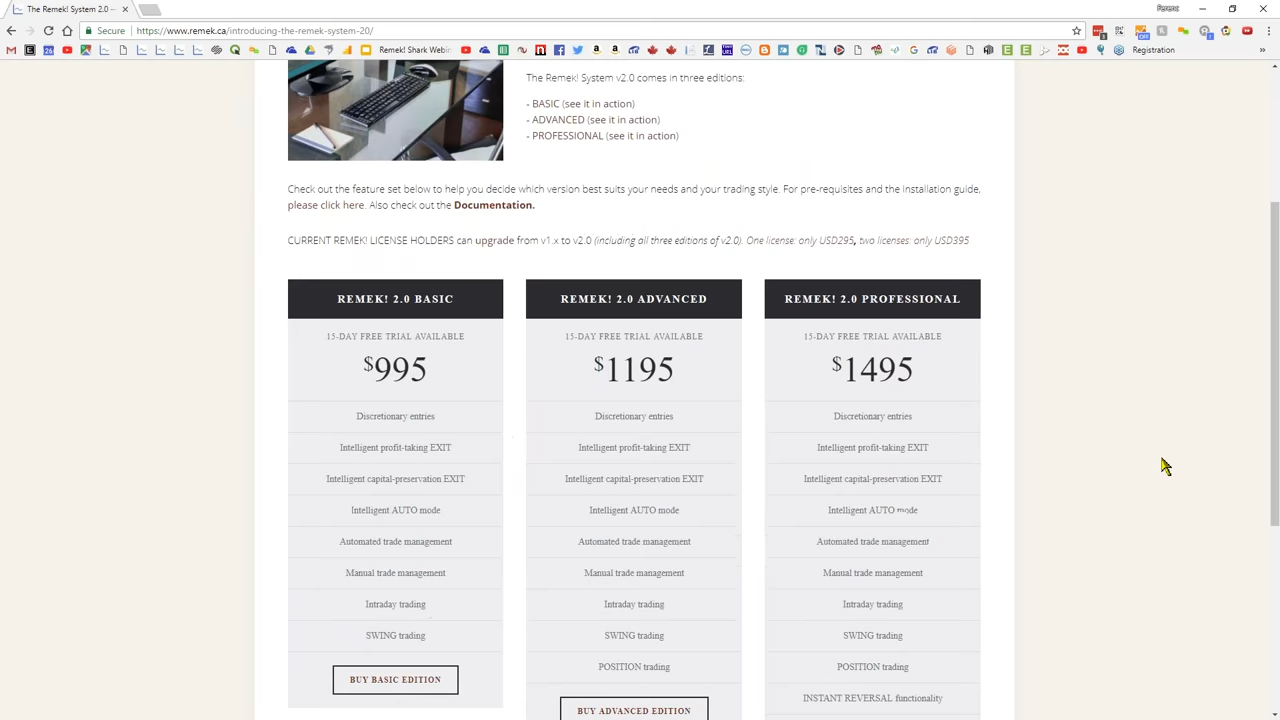 The Remek! System 2.0 —
Ferenc
Secure
https://www.remek.ca/introducing-the-remek-system-20/
Remek Shark Webin
Registration
The Remek! System v2.0 comes in three editions:
- BASIC (see it in action)
- ADVANCED (see it in action)
- PROFESSIONAL (see it in action)
Check out the feature set below to help you decide which version best suits your needs and your trading style. For pre-requisites and the installation guide,
please click here. Also check out the Documentation.
CURRENT REMEK! LICENSE HOLDERS can upgrade from v1.x to v2.0 (including all three editions of v2.0). One license: only USD295, two licenses: only USD395
REMEK! 2.0 BASIC
15-DAY FREE TRIAL AVAILABLE
$995
Discretionary entries
Intelligent profit-taking EXIT
Intelligent capital-preservation EXIT
Intelligent AUTO mode
Automated trade management
Manual trade management
Intraday trading
SWING trading
BUY BASIC EDITION
REMEK! 2.0 ADVANCED
15-DAY FREE TRIAL AVAILABLE
$1195
Discretionary entries
Intelligent profit-taking EXIT
Intelligent capital-preservation EXIT
Intelligent AUTO mode
Automated trade management
Manual trade management
Intraday trading
SWING trading
POSITION trading
BUY ADVANCED EDITION
REMEK! 2.0 PROFESSIONAL
15-DAY FREE TRIAL AVAILABLE
$1495
Discretionary entries
Intelligent profit-taking EXIT
Intelligent capital-preservation EXIT
Intelligent AUTO mode
Automated trade management
Manual trade management
Intraday trading
SWING trading
POSITION trading
INSTANT REVERSAL functionality